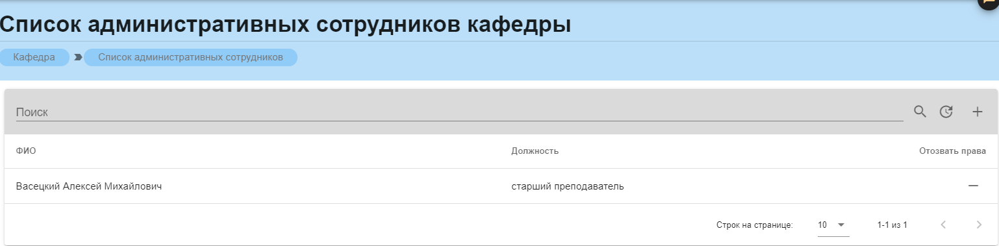 Список административных сотрудников кафедры
Кафедра Список административных сотрудников
Поиск
ФИО Должность Отозвать права
Васецкий Алексей Михайлович старший преподаватель
Строк на странице: 10 1-1 из 1